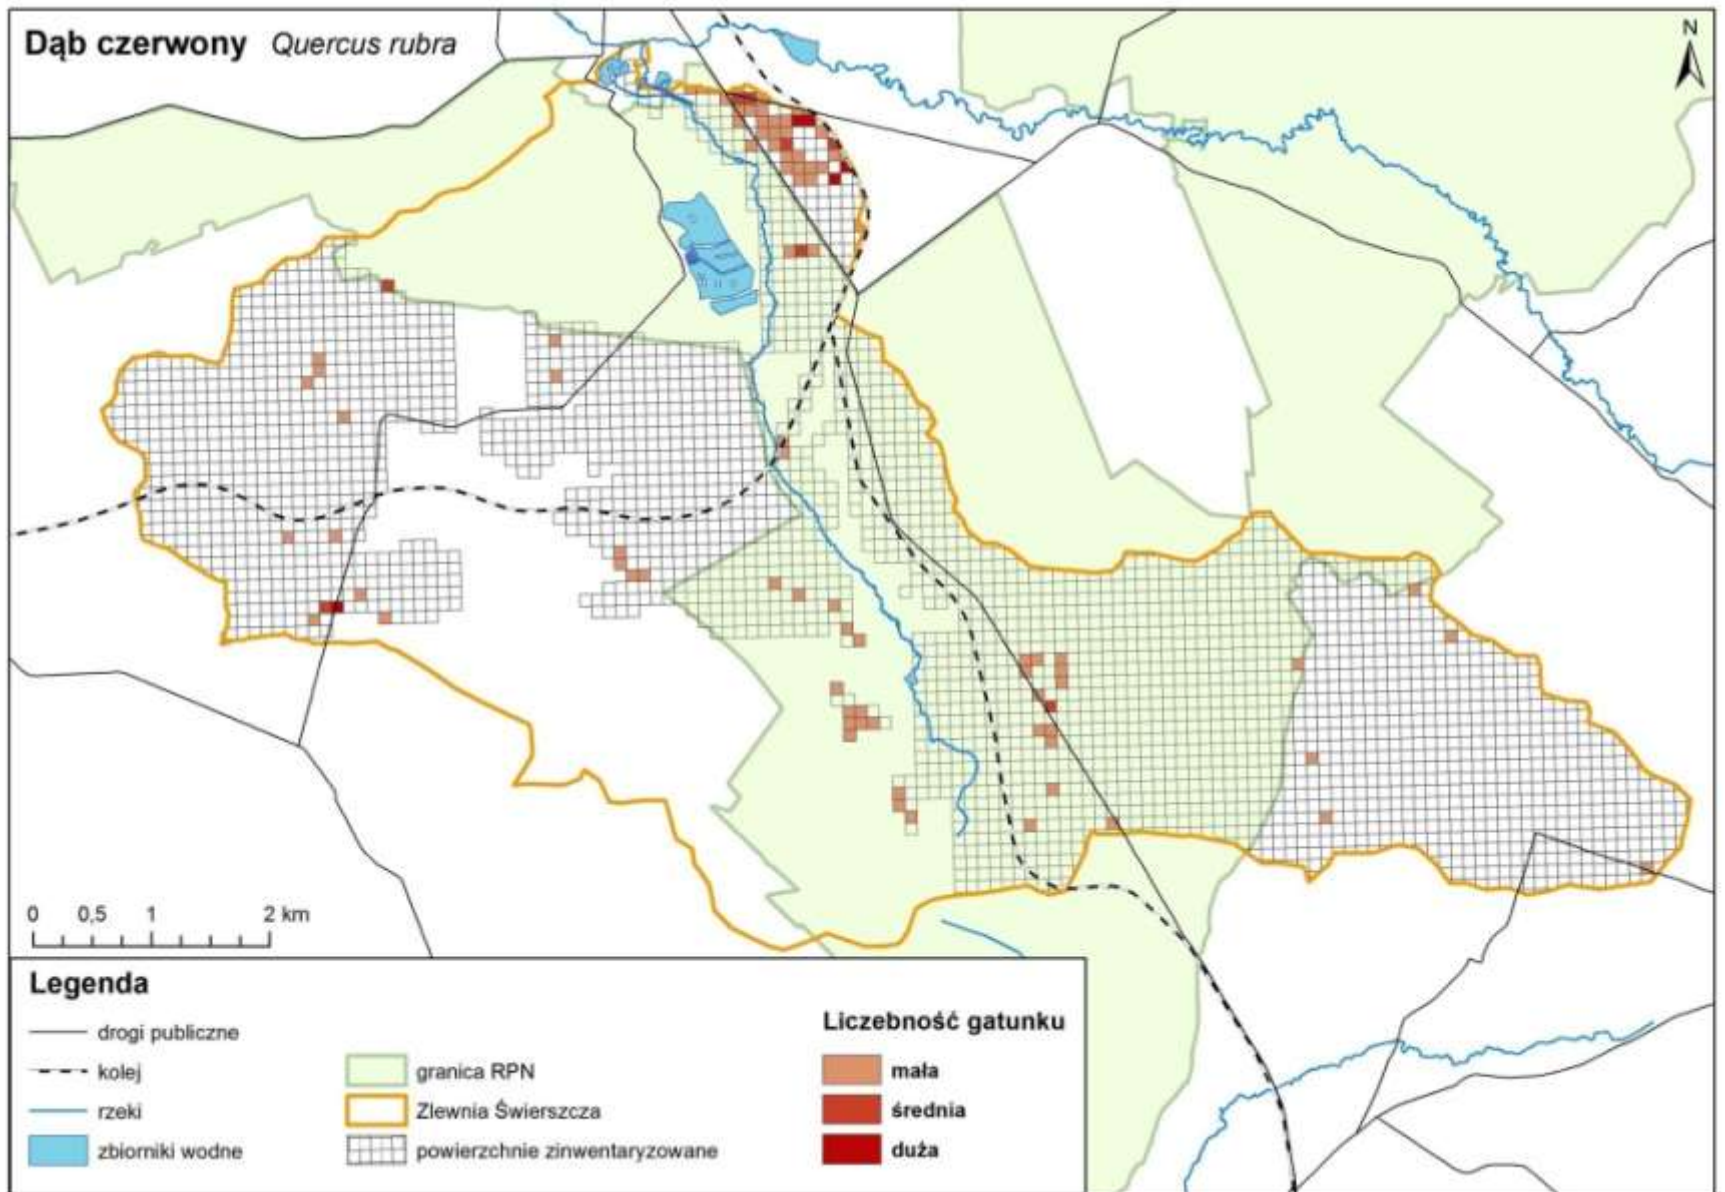 Dąb czerwony Quercus rubra
N
0 0,5 1 2 km
Legenda
drogi publiczne
kolej
rzeki
zbiorniki wodne
granica RPN
Zlewnia Świerszcza
powierzchnie zinwentaryzowane
Liczebność gatunku
mała
średnia
duża